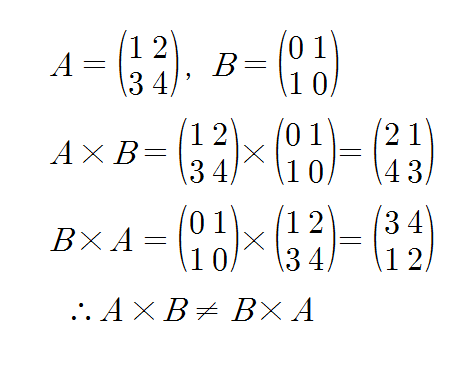 A = (1 2 3 4), B = (0 1 1 0)
A × B = (1 2 3 4) × (0 1 1 0) = (2 1 4 3)
B × A = (0 1 1 0) × (1 2 3 4) = (3 4 1 2)
∴ A × B ≠ B × A